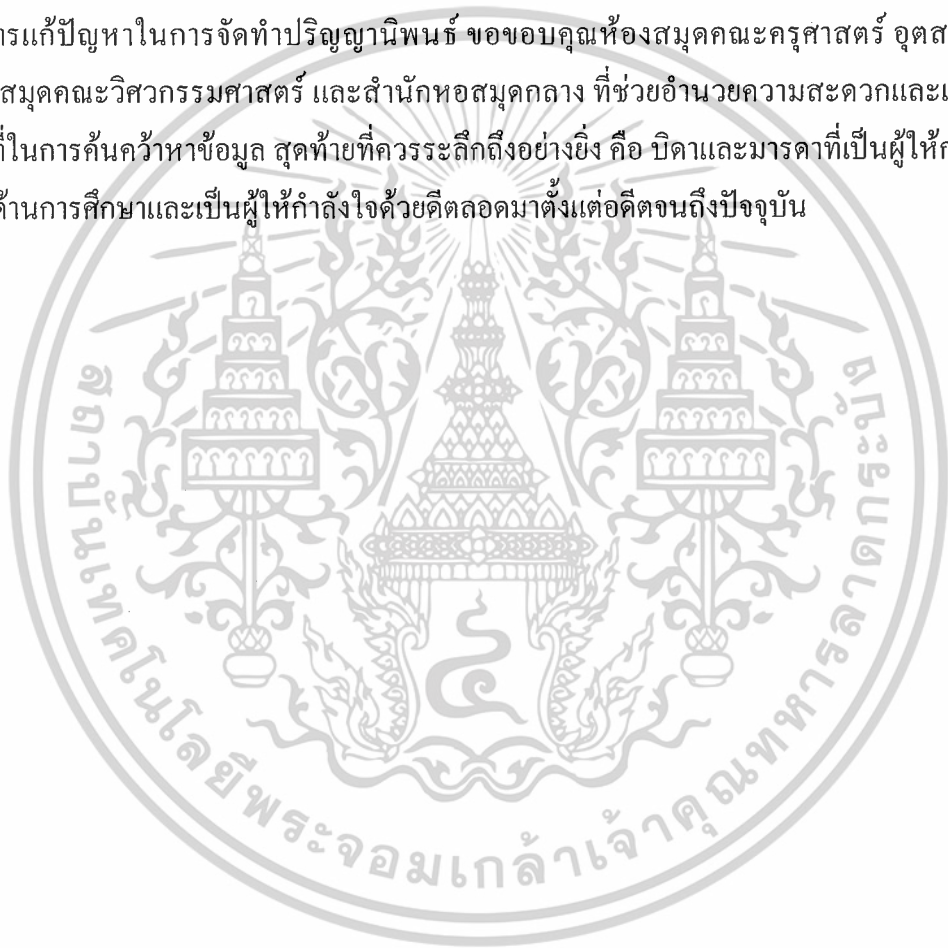 ารแก้ปัญหาในการจัดทำปริญญานิพนธ์ ขอขอบคุณห้องสมุดคณะครุศาสตร์ อุตส
สมุดคณะวิศวกรรมศาสตร์ และสำนักหอสมุดกลาง ที่ช่วยอำนวยความสะดวกและเ
ที่ในการค้นคว้าหาข้อมูล สุดท้ายที่ควรระลึกถึงอย่างยิ่ง คือ บิดาและมารดาที่เป็นผู้ให้ก
ด้านการศึกษาและเป็นผู้ให้กำลังใจด้วยดีตลอดมาตั้งแต่อดีตจนถึงปัจจุบัน
๔
สถาบันเทคโนโลยีพระจอมเกล้าเจ้าคุณทหารลาดกระบัง